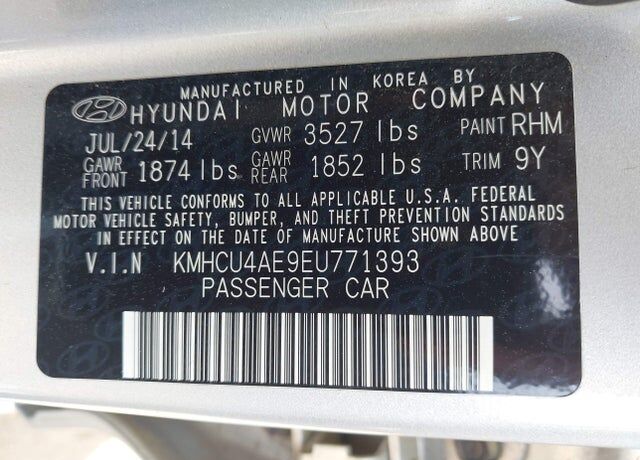 MANUFACTURED IN KOREA BY
HYUNDAI MOTOR COMPANY
JUL/24/14 GVWR 3527 lbs PAINT RHM
GAWR FRONT 1874 lbs GAWR REAR 1852 lbs TRIM 9Y
THIS VEHICLE CONFORMS TO ALL APPLICABLE U.S.A. FEDERAL
MOTOR VEHICLE SAFETY, BUMPER, AND THEFT PREVENTION STANDARDS
IN EFFECT ON THE DATE OF MANUFACTURE SHOWN ABOVE
V.I.N KMHCU4AE9EU771393
PASSENGER CAR